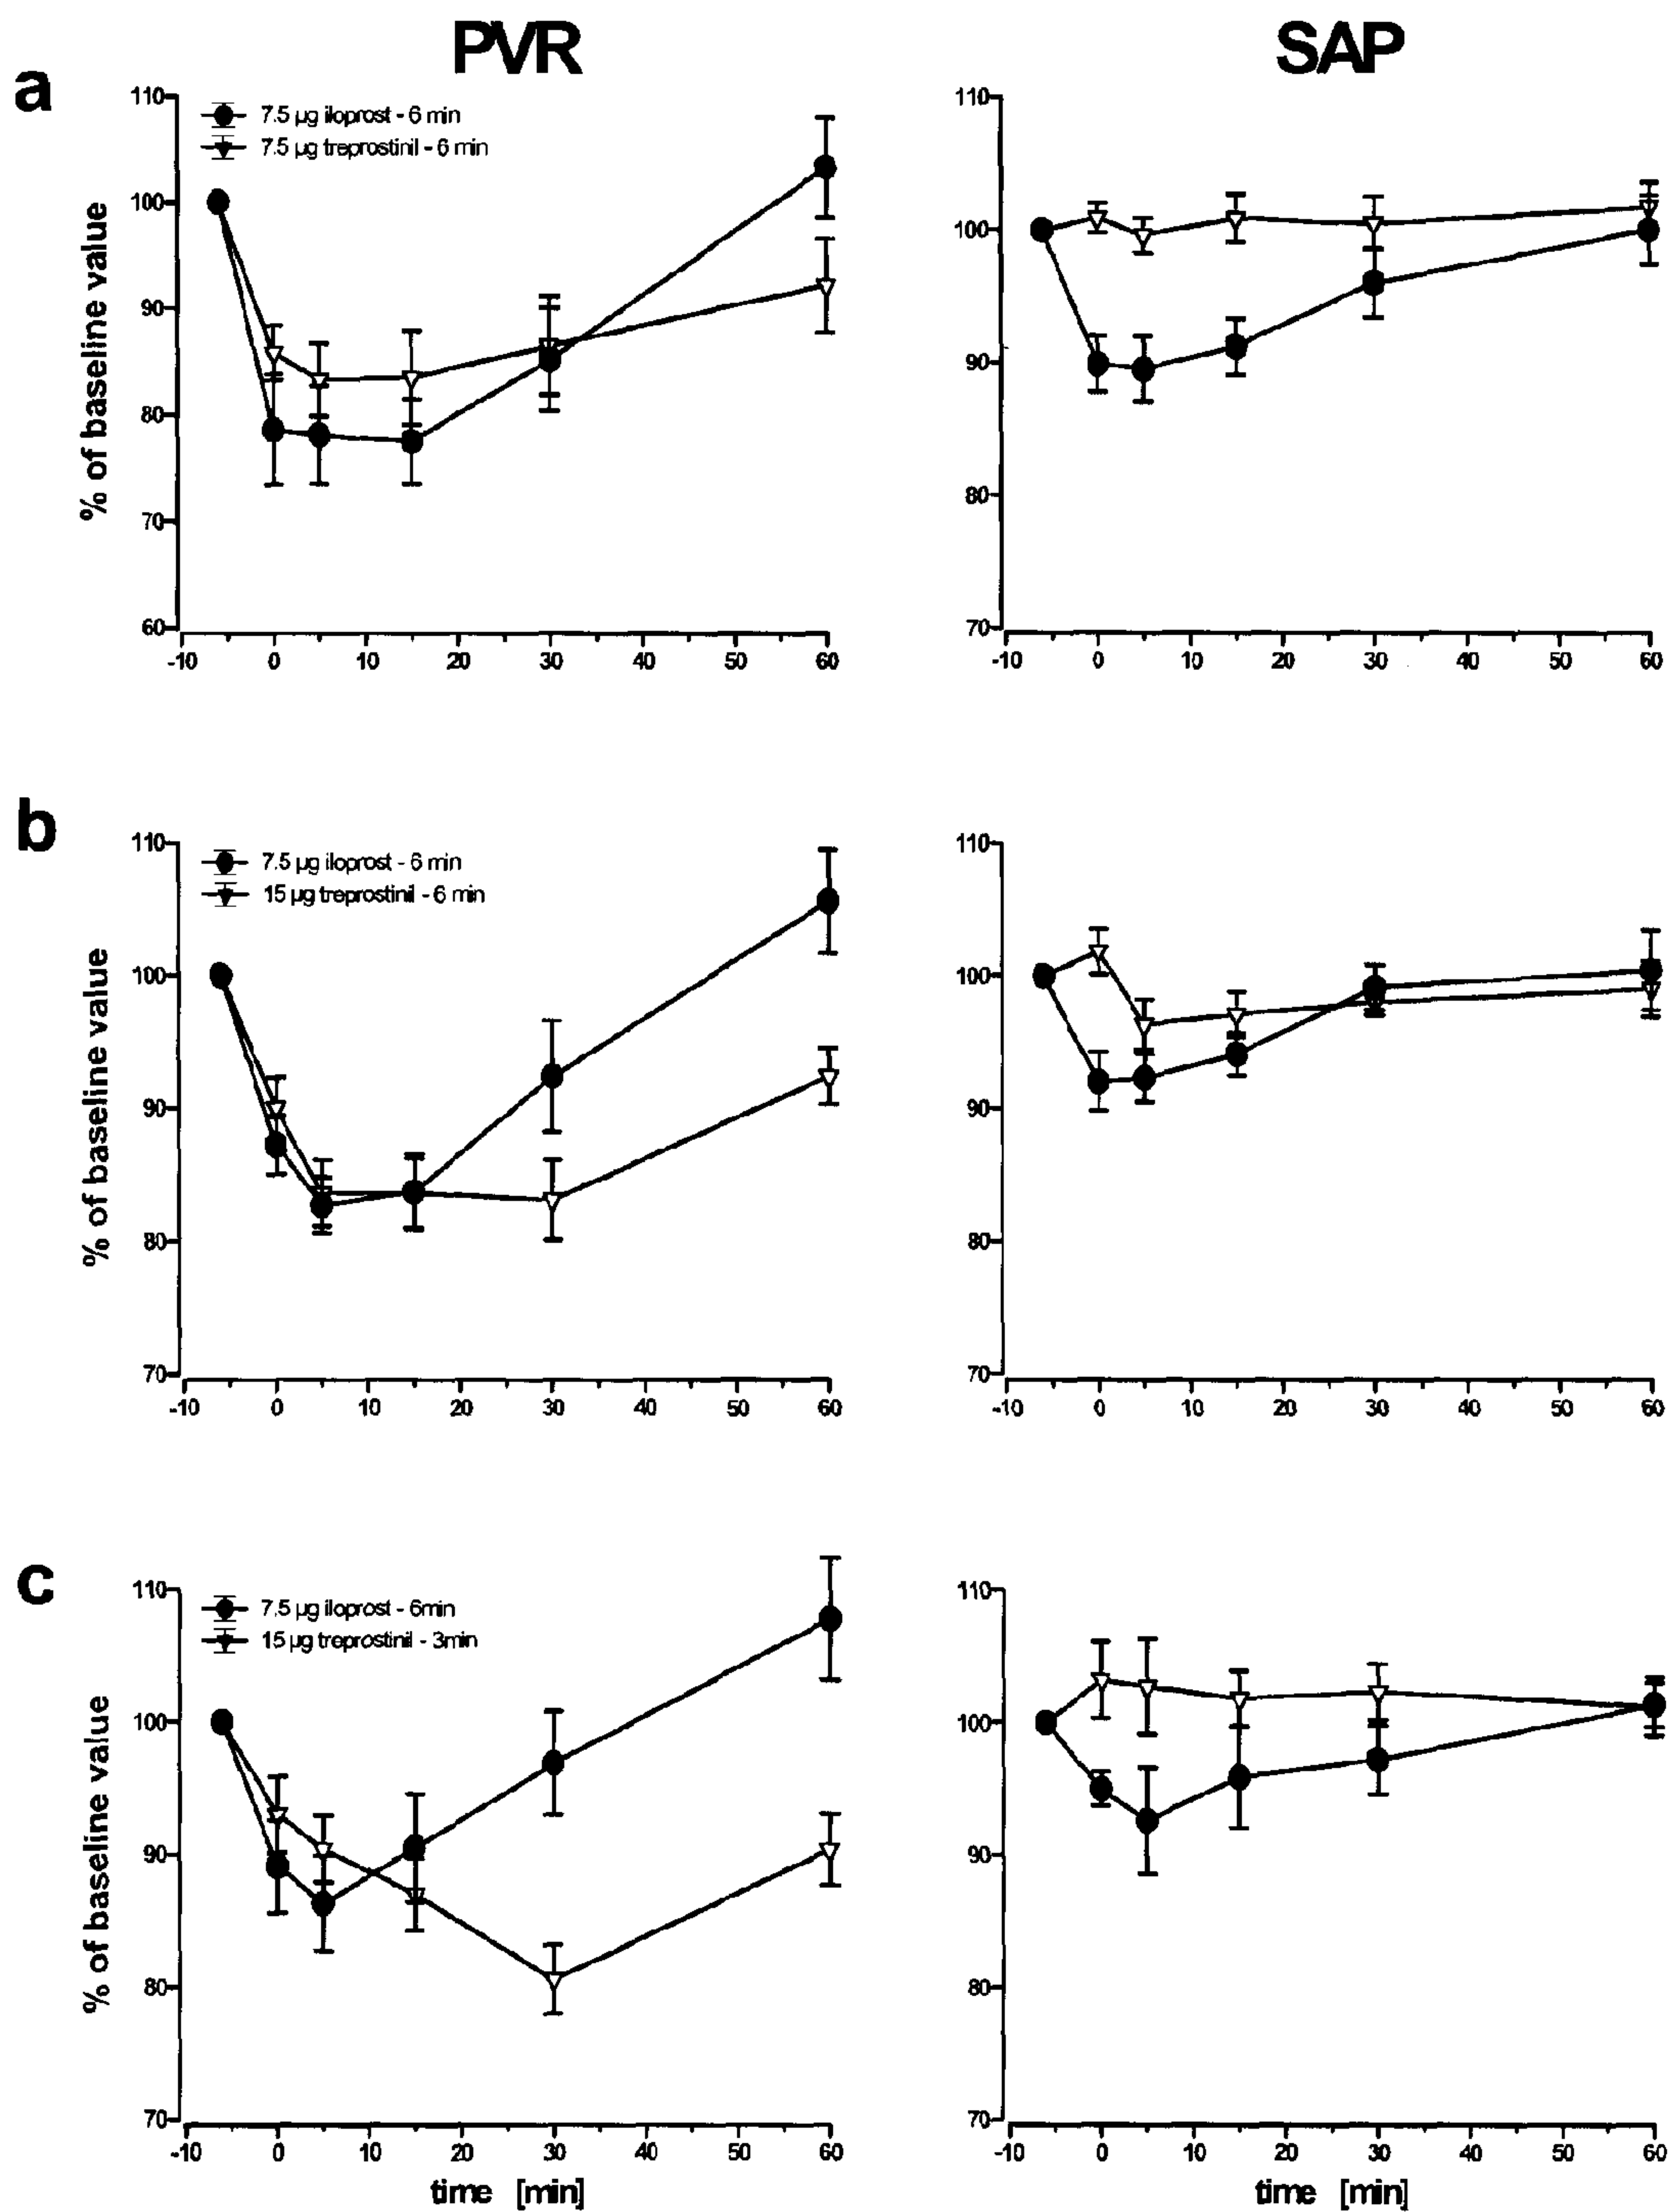 PVR
SAP
a
110
100
90
80
70
60
% of baseline value
7.5 µg iloprost - 6 min
7.5 µg treprostinil - 6 min
-10 0 10 20 30 40 50 60
110
100
90
80
70
-10 0 10 20 30 40 50 60
b
110
100
90
80
70
% of baseline value
7.5 µg iloprost - 6 min
15 µg treprostinil - 6 min
-10 0 10 20 30 40 50 60
110
100
90
80
70
-10 0 10 20 30 40 50 60
c
110
100
90
80
70
% of baseline value
7.5 µg iloprost - 6min
15 µg treprostinil - 3min
-10 0 10 20 30 40 50 60
time [min]
110
100
90
80
70
-10 0 10 20 30 40 50 60
time [min]